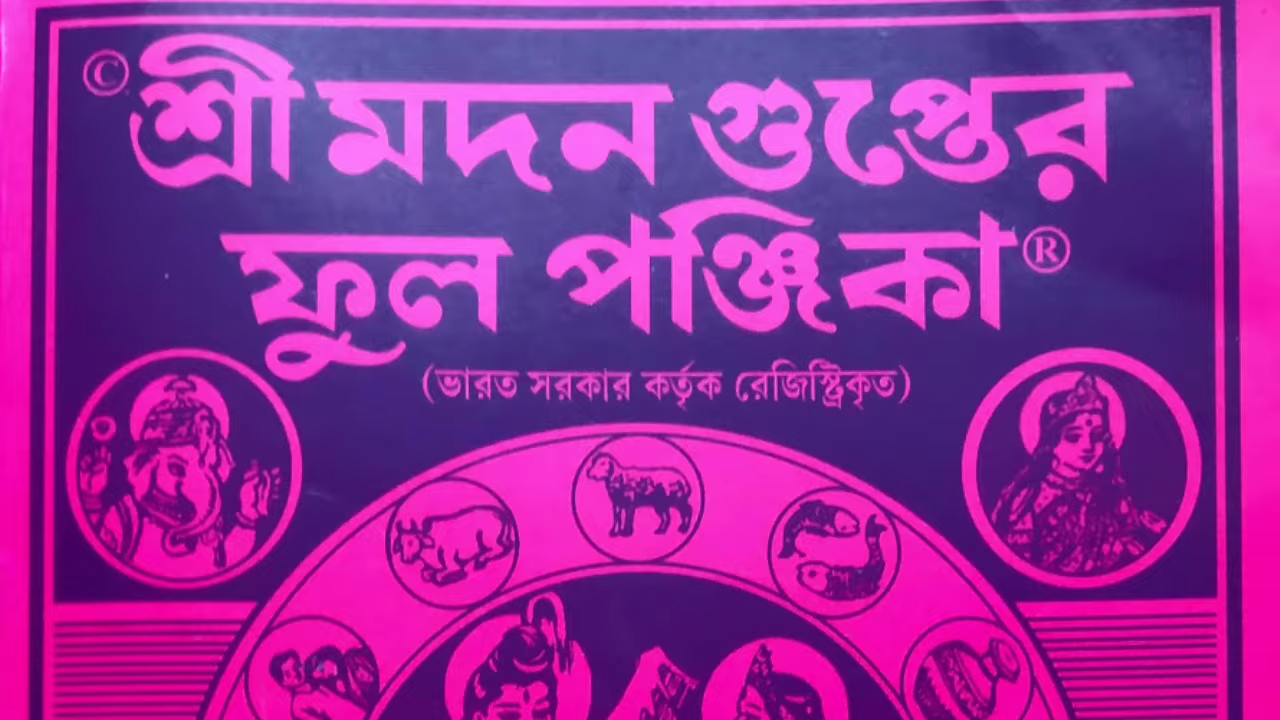 © শ্রীমদন গুপ্তের
ফুল পঞ্জিকা ®
(ভারত সরকার কর্তৃক রেজিস্ট্রিকৃত)